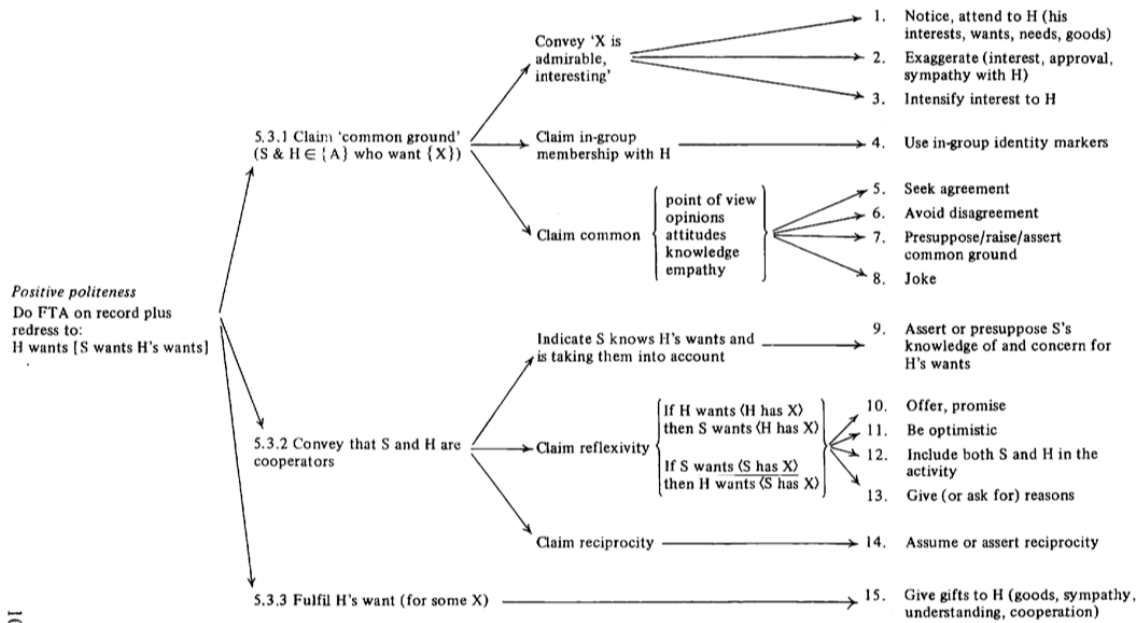 Positive politeness
Do FTA on record plus
redress to:
H wants [S wants H's wants]
5.3.1 Claim 'common ground'
(S & H ∈ {A} who want {X})
Convey 'X is
admirable,
interesting'
1. Notice, attend to H (his
interests, wants, needs, goods)
2. Exaggerate (interest, approval,
sympathy with H)
3. Intensify interest to H
Claim in-group
membership with H
4. Use in-group identity markers
Claim common
point of view
opinions
attitudes
knowledge
empathy
5. Seek agreement
6. Avoid disagreement
7. Presuppose/raise/assert
common ground
8. Joke
5.3.2 Convey that S and H are
cooperators
Indicate S knows H's wants and
is taking them into account
9. Assert or presuppose S's
knowledge of and concern for
H's wants
Claim reflexivity
If H wants ⟨H has X⟩
then S wants ⟨H has X⟩
If S wants ⟨S has X⟩
then H wants ⟨S has X⟩
10. Offer, promise
11. Be optimistic
12. Include both S and H in the
activity
13. Give (or ask for) reasons
Claim reciprocity
14. Assume or assert reciprocity
5.3.3 Fulfil H's want (for some X)
15. Give gifts to H (goods, sympathy,
understanding, cooperation)